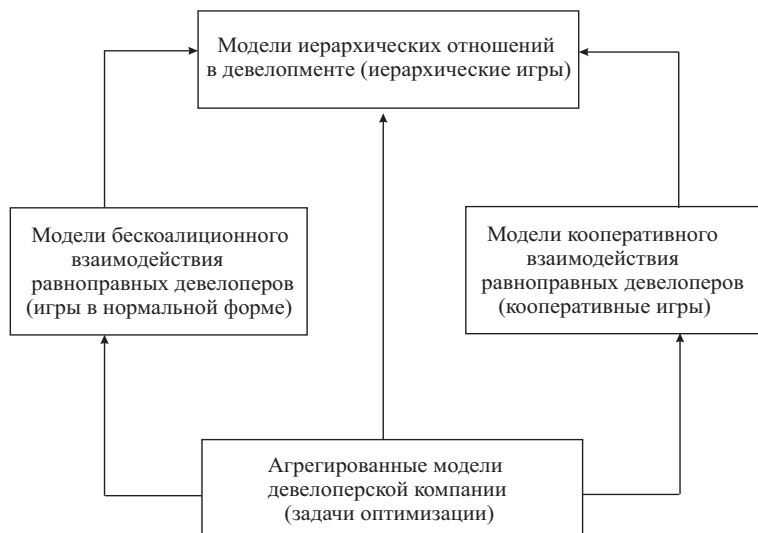 Модели иерархических отношений
в девелопменте (иерархические игры)
Модели бескоалиционного
взаимодействия
равноправных девелоперов
(игры в нормальной форме)
Модели кооперативного
взаимодействия
равноправных девелоперов
(кооперативные игры)
Агрегированные модели
девелоперской компании
(задачи оптимизации)